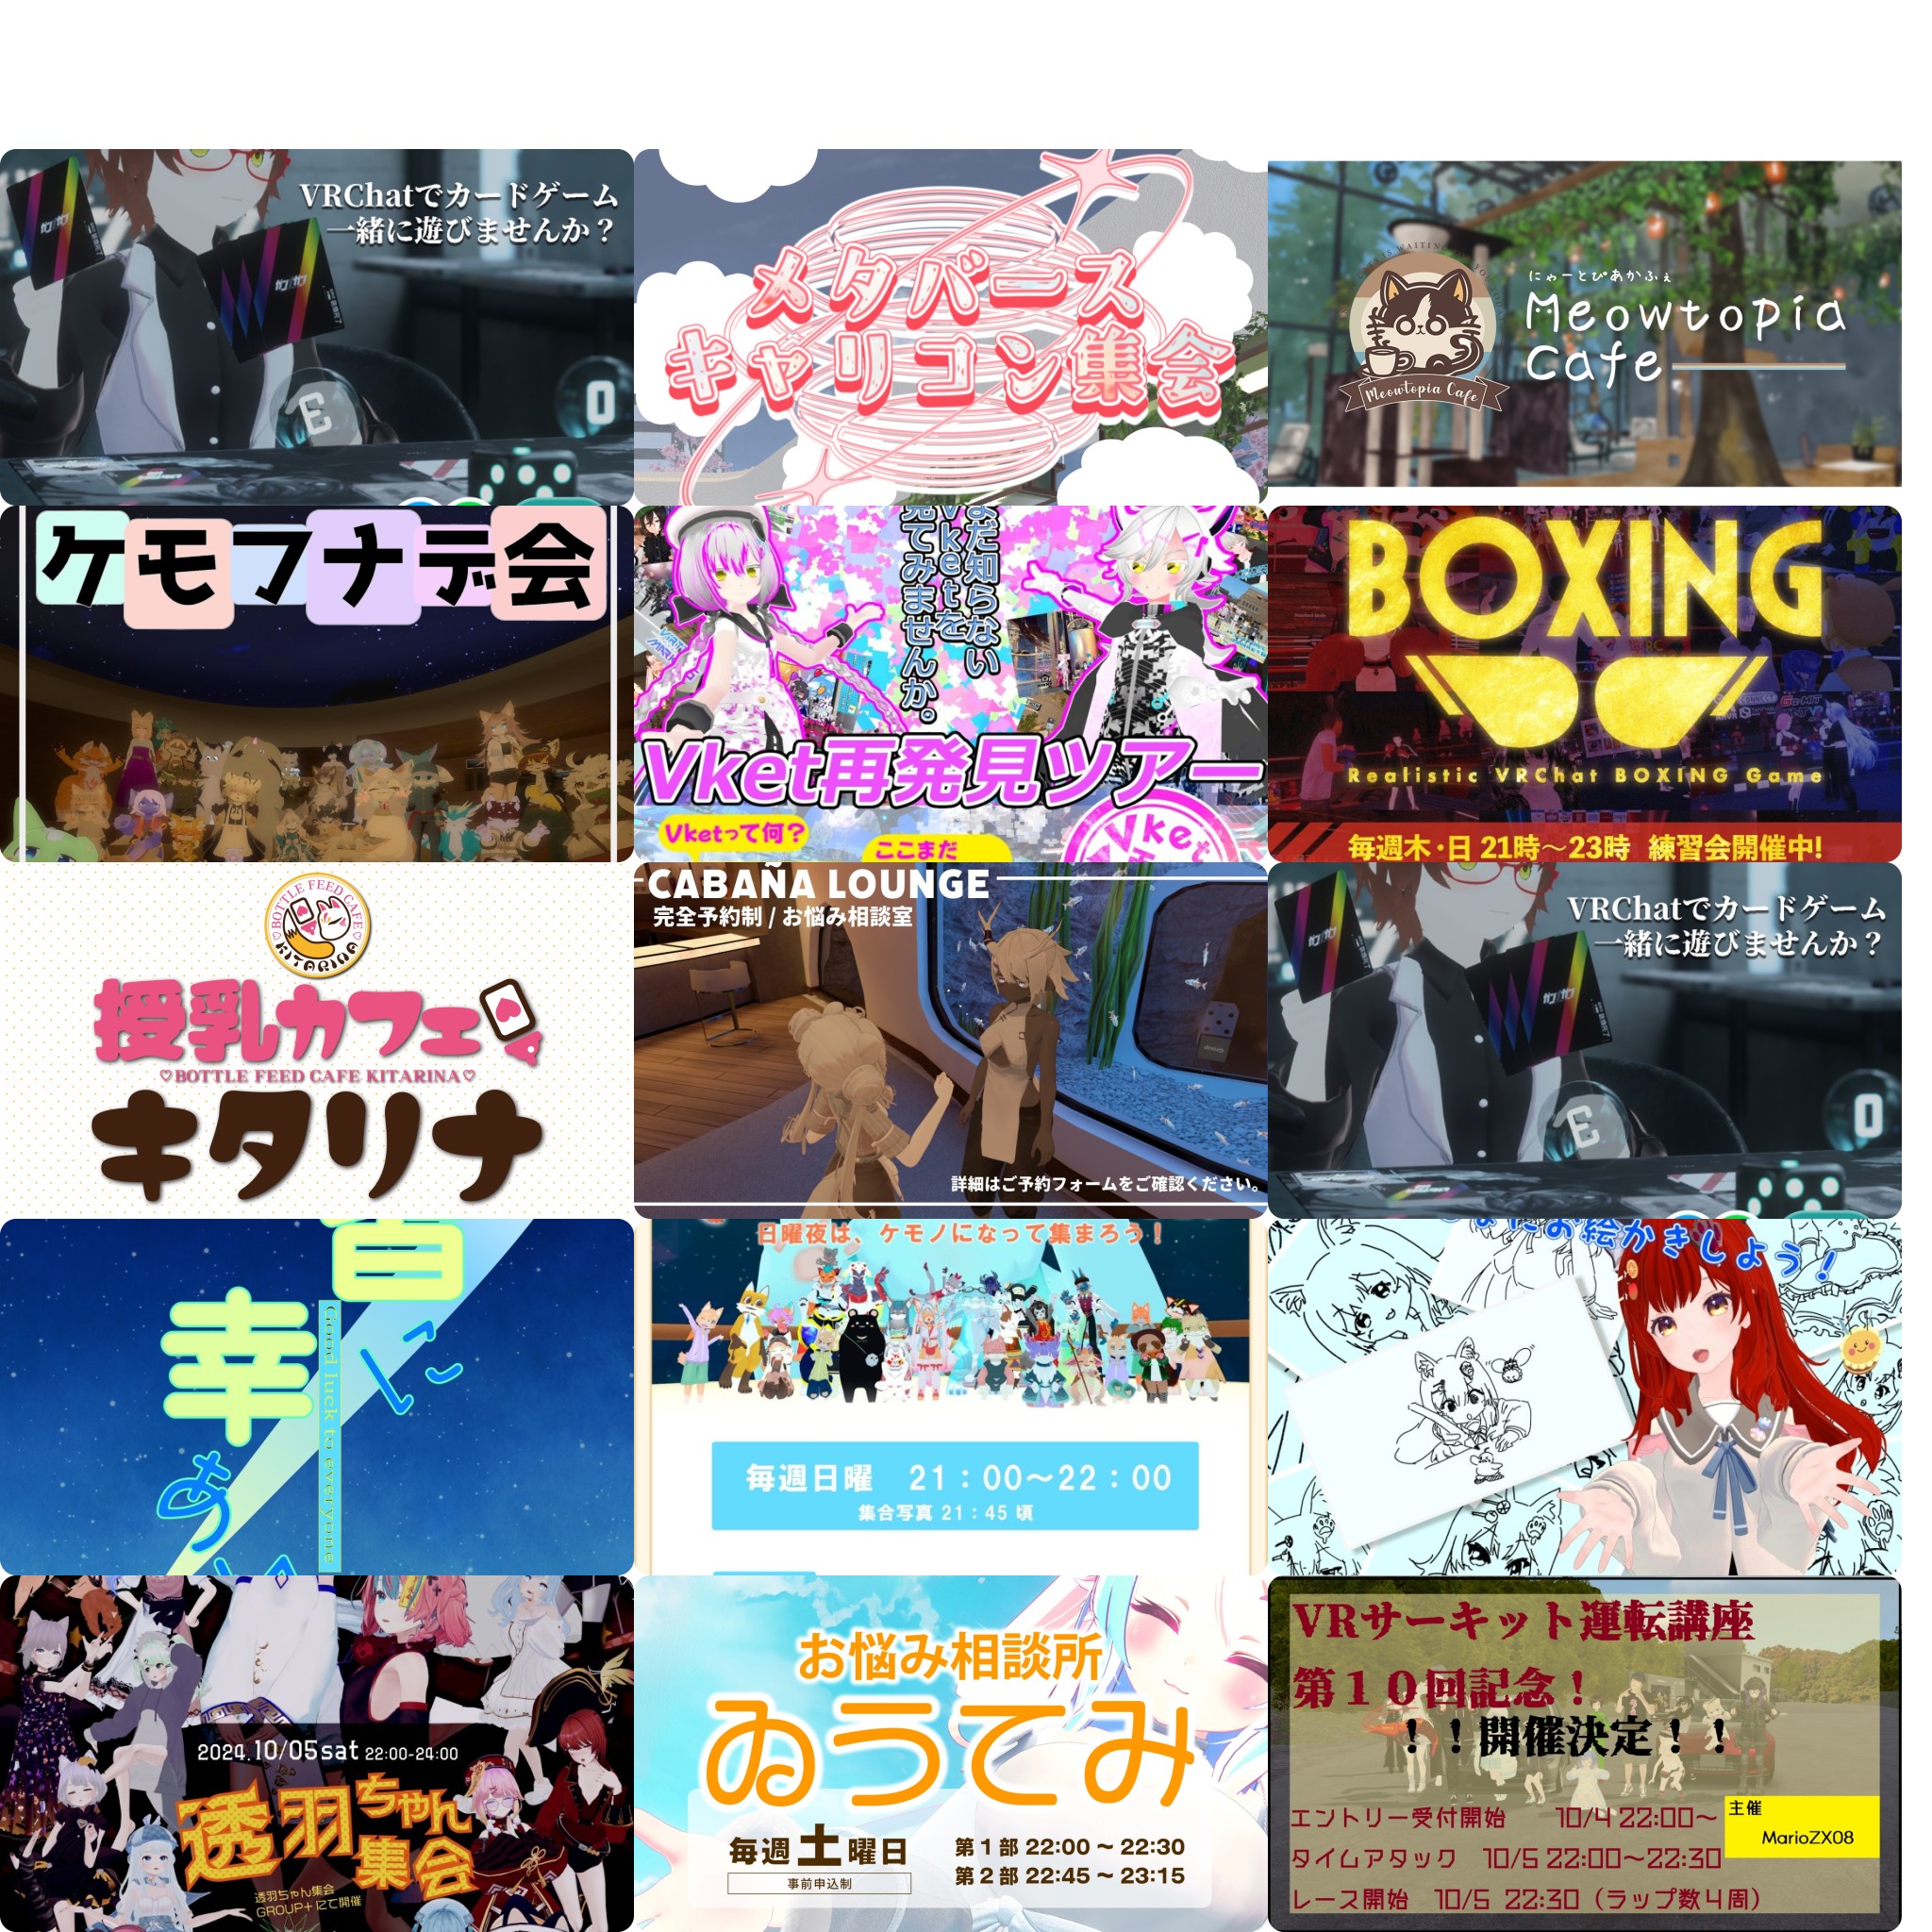 VRChatでカードゲーム
一緒に遊びませんか？
ガン!ガン!
ガン!ガン!
E
O
メタバース
キャリコン集会
にゃーとぴあかふぇ
Meowtopia
Cafe
Meowtopia Cafe
ケモフナデ会
まだ知らない
Vketを
見てみませんか。
Vket再発見ツアー
Vketって何?
ここまだ
Vket
BOXING
Realistic VRChat BOXING Game
毎週木・日 21時～23時 練習会開催中!
BOTTLE FEED CAFE
KITARINA
授乳カフェ
♡BOTTLE FEED CAFE KITARINA♡
キタリナ
CABAÑA LOUNGE
完全予約制 / お悩み相談室
詳細はご予約フォームをご確認ください。
VRChatでカードゲーム
一緒に遊びませんか？
E
O
に
幸あ
Good luck to everyone
日曜夜は、ケモノになって集まろう！
毎週日曜 21：00～22：00
集合写真 21：45 頃
お絵かきしよう！
2024.10/05sat 22:00-24:00
透羽ちゃん
集会
透羽ちゃん集会
GROUP+ にて開催
お悩み相談所
ゐうてみ
毎週土曜日
事前申込制
第1部 22:00 ~ 22:30
第2部 22:45 ~ 23:15
VRサーキット運転講座
第１０回記念！
！！開催決定！！
エントリー受付開始 10/4 22:00～
主催
MarioZX08
タイムアタック 10/5 22:00～22:30
レース開始 10/5 22:30（ラップ数4周）